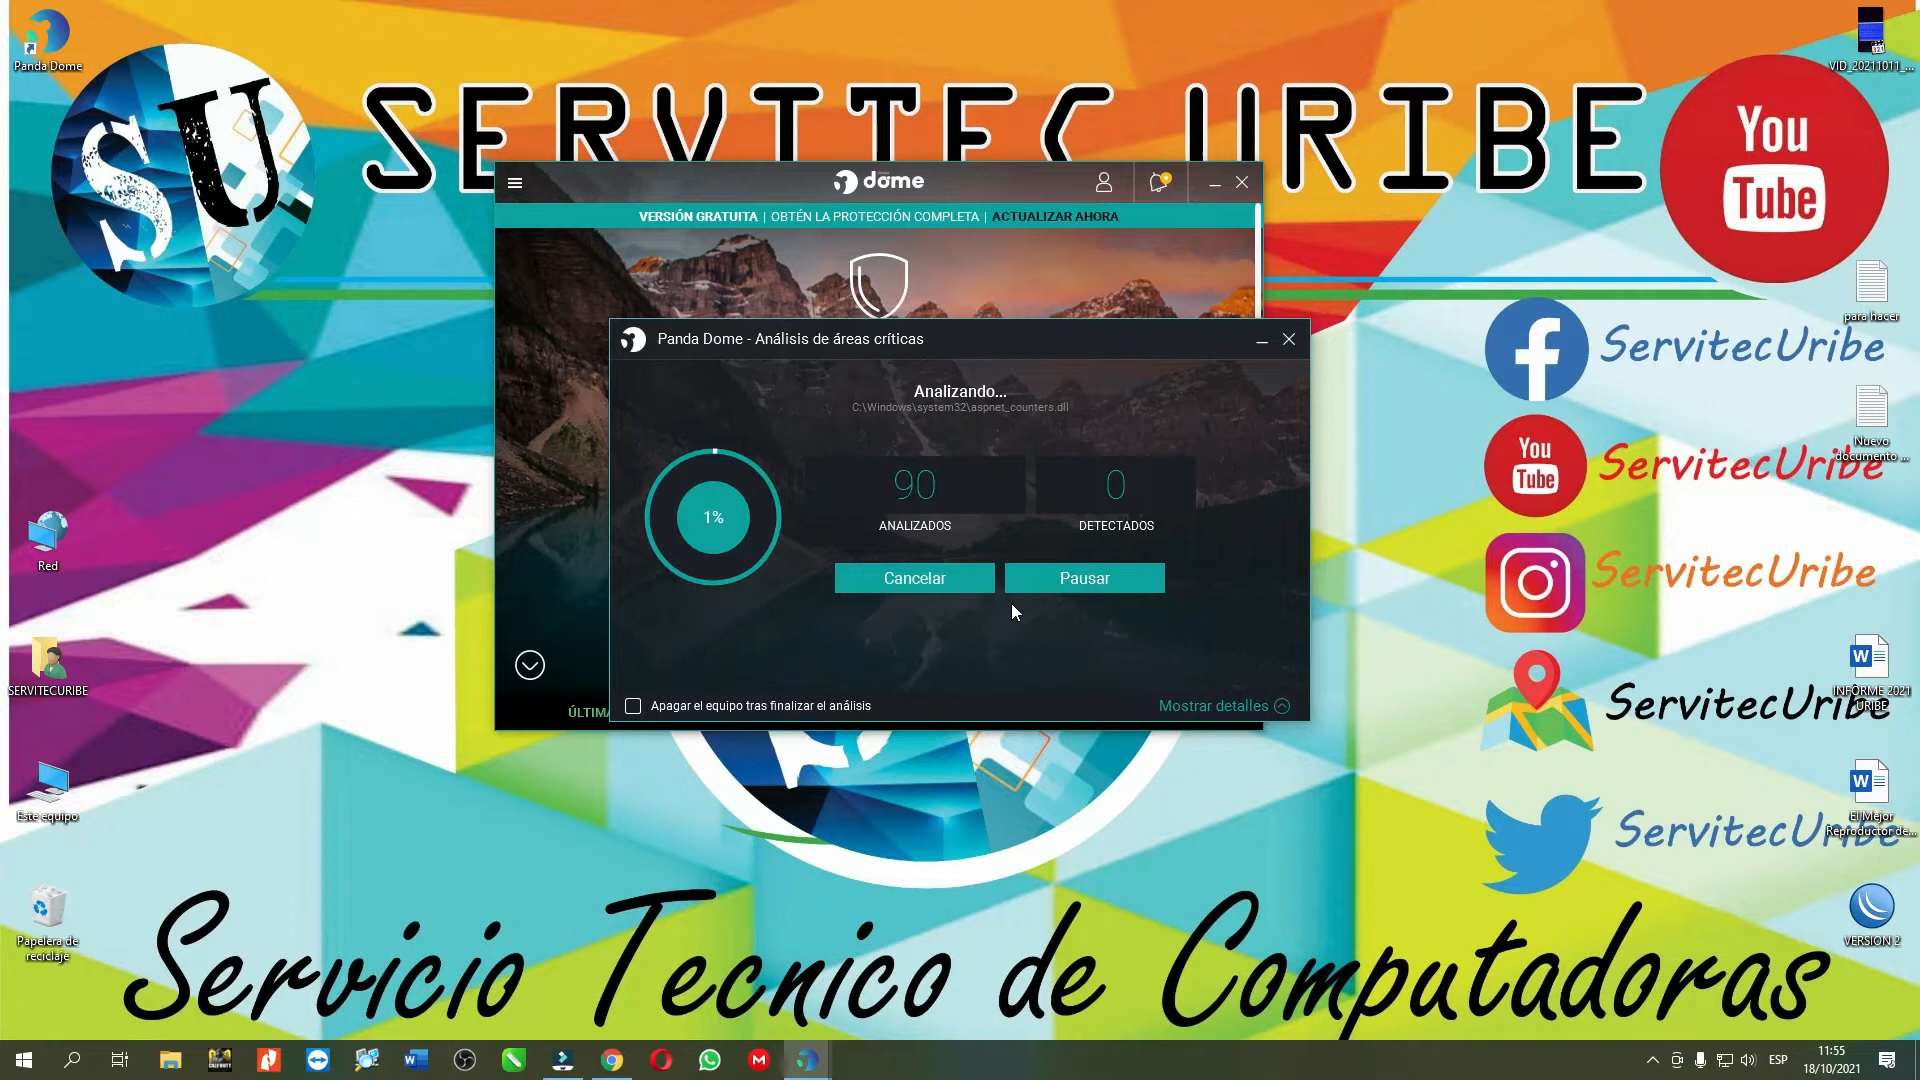 Panda Dome
VID_20211011_...
SU
SERVITEC URIBE
You
Tube
dome
VERSIÓN GRATUITA | OBTÉN LA PROTECCIÓN COMPLETA | ACTUALIZAR AHORA
para hacer
Panda Dome - Análisis de áreas críticas
ServitecUribe
Analizando...
C:\Windows\system32\aspnet_counters.dll
Nuevo
documento ...
You
Tube
ServitecUribe
90
0
1%
ANALIZADOS
DETECTADOS
Red
Cancelar
Pausar
ServitecUribe
SERVITECURIBE
INFORME 2021
URIBE
ServitecUribe
Apagar el equipo tras finalizar el análisis
Mostrar detalles
Este equipo
El Mejor
Reproductor de...
ServitecUribe
Papelera de
reciclaje
VERSION 2
Servicio Tecnico de Computadoras
ESP
11:55
18/10/2021